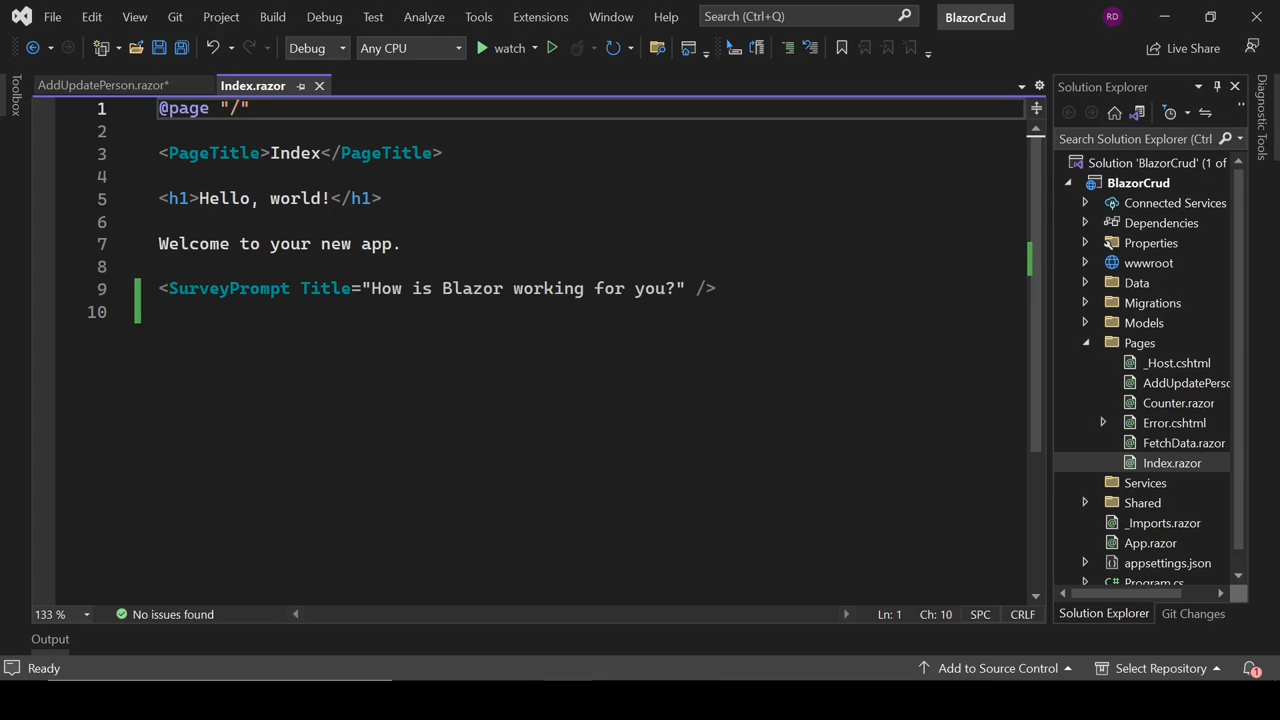 File Edit View Git Project Build Debug Test Analyze Tools Extensions Window Help Search (Ctrl+Q) BlazorCrud RD
Debug Any CPU watch Live Share
Toolbox
AddUpdatePerson.razor* Index.razor
1 @page "/"
2
3 <PageTitle>Index</PageTitle>
4
5 <h1>Hello, world!</h1>
6
7 Welcome to your new app.
8
9 <SurveyPrompt Title="How is Blazor working for you?" />
10
133 % No issues found Ln: 1 Ch: 10 SPC CRLF
Output
Solution Explorer
Search Solution Explorer (Ctrl
Solution 'BlazorCrud' (1 of
BlazorCrud
Connected Services
Dependencies
Properties
wwwroot
Data
Migrations
Models
Pages
_Host.cshtml
AddUpdatePerso
Counter.razor
Error.cshtml
FetchData.razor
Index.razor
Services
Shared
_Imports.razor
App.razor
appsettings.json
Program.cs
Solution Explorer Git Changes
Diagnostic Tools
Ready Add to Source Control Select Repository 1